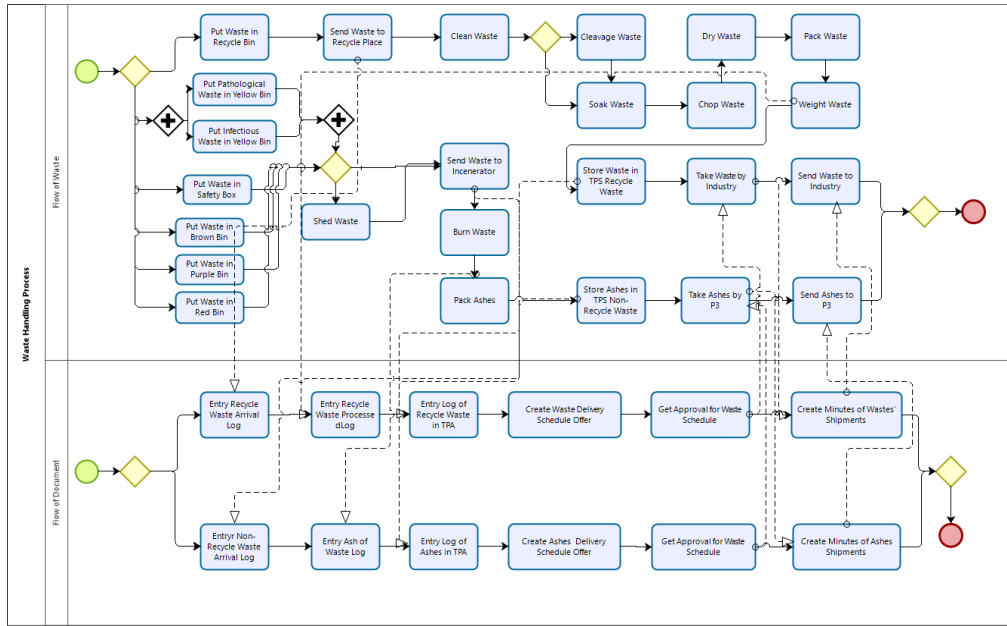 Waste Handling Process
Flow of Waste
Put Waste in
Recycle Bin
Send Waste to
Recycle Place
Clean Waste
Cleavage Waste
Dry Waste
Pack Waste
Put Pathological
Waste in Yellow Bin
Put Infectious
Waste in Yellow Bin
Soak Waste
Chop Waste
Weight Waste
Put Waste in
Safety Box
Send Waste to
Incenerator
Store Waste in
TPS Recycle
Waste
Take Waste by
Industry
Send Waste to
Industry
Shed Waste
Put Waste in
Brown Bin
Burn Waste
Put Waste in
Purple Bin
Put Waste in
Red Bin
Pack Ashes
Store Ashes in
TPS Non-
Recycle Waste
Take Ashes by
P3
Send Ashes to
P3
Flow of Document
Entry Recycle
Waste Arrival
Log
Entry Recycle
Waste Processe
dLog
Entry Log of
Recycle Waste
in TPA
Create Waste Delivery
Schedule Offer
Get Approval for Waste
Schedule
Create Minutes of Wastes'
Shipments
Entryr Non-
Recycle Waste
Arrival Log
Entry Ash of
Waste Log
Entry Log of
Ashes in TPA
Create Ashes Delivery
Schedule Offer
Get Approval for Waste
Schedule
Create Minutes of Ashes
Shipments